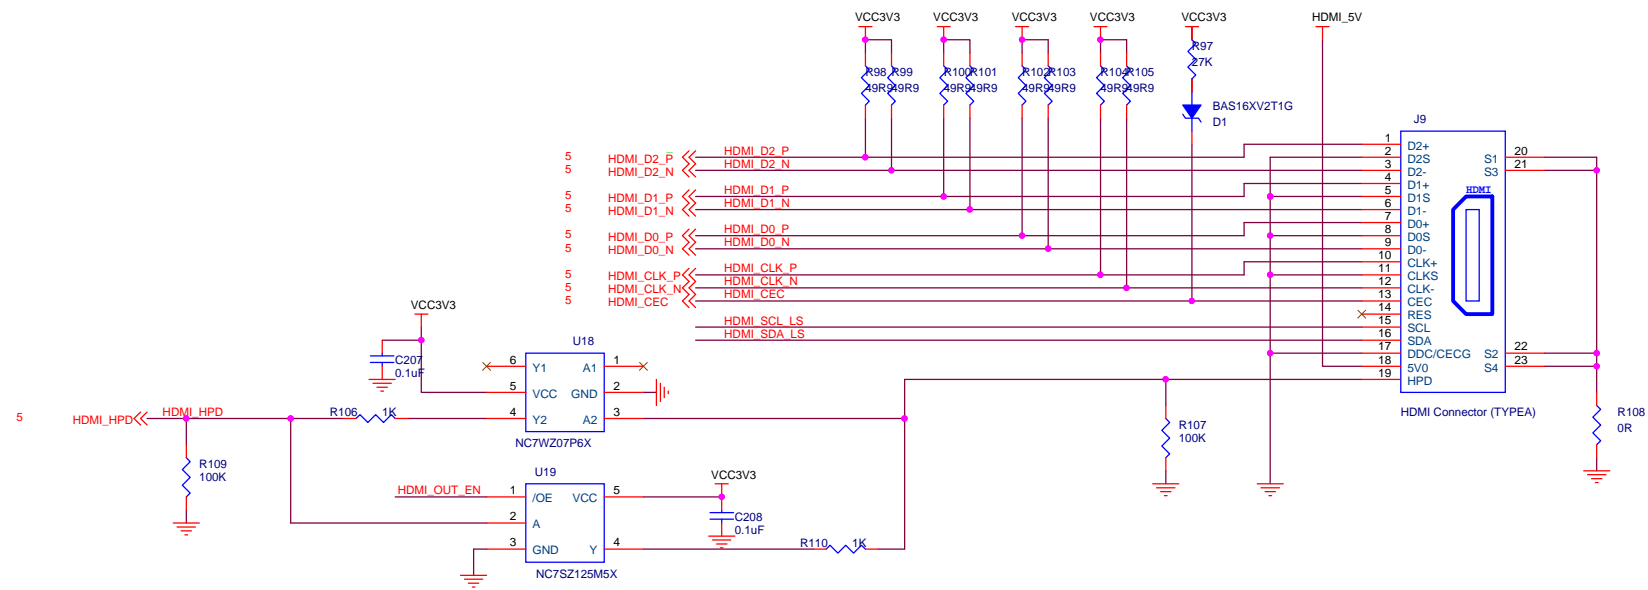 VCC3V3 VCC3V3 VCC3V3 VCC3V3 VCC3V3 HDMI_5V
R98 R99 R100 R101 R102 R103 R104 R105 R97
49R9 49R9 49R9 49R9 49R9 49R9 49R9 49R9 27K
BAS16XV2T1G
D1
J9
5 HDMI_D2_P HDMI_D2_P 1 D2+
2 D2S S1 20
5 HDMI_D2_N HDMI_D2_N 3 D2- S3 21
4 D1+
5 HDMI_D1_P HDMI_D1_P 5 D1S HDMI
5 HDMI_D1_N HDMI_D1_N 6 D1-
7 D0+
5 HDMI_D0_P HDMI_D0_P 8 D0S
5 HDMI_D0_N HDMI_D0_N 9 D0-
10 CLK+
5 HDMI_CLK_P HDMI_CLK_P 11 CLKS
5 HDMI_CLK_N HDMI_CLK_N 12 CLK-
5 HDMI_CEC HDMI_CEC 13 CEC
14 RES
HDMI_SCL_LS 15 SCL
HDMI_SDA_LS 16 SDA
17 DDC/CECG S2 22
18 5V0 S4 23
19 HPD
HDMI Connector (TYPEA)
R108
0R
VCC3V3
C207
0.1uF
U18
6 Y1 A1 1
5 VCC GND 2
4 Y2 A2 3
NC7WZ07P6X
5 HDMI_HPD HDMI_HPD R106 1K
R107
100K
R109
100K
U19
VCC3V3
HDMI_OUT_EN 1 /OE VCC 5
2 A
3 GND Y 4
C208
0.1uF
R110 1K
NC7SZ125M5X